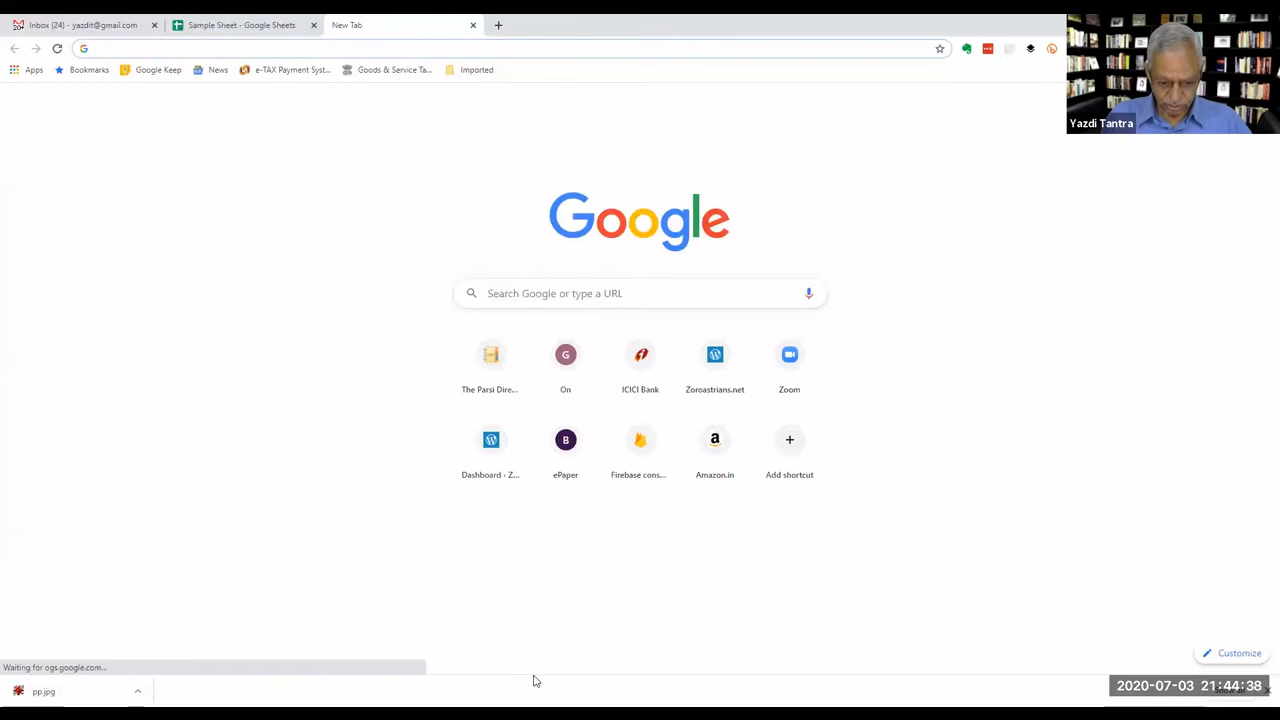 Inbox (24) - yazdit@gmail.com
Sample Sheet - Google Sheets
New Tab
Apps
Bookmarks
Google Keep
News
e-TAX Payment Syst...
Goods & Service Ta...
Imported
Yazdi Tantra
Google
Search Google or type a URL
The Parsi Dire...
G
On
ICICI Bank
Zoroastrians.net
Zoom
Dashboard ‹ Z...
B
ePaper
Firebase cons...
Amazon.in
Add shortcut
Customize
Waiting for ogs.google.com...
pp.jpg
2020-07-03 21:44:38